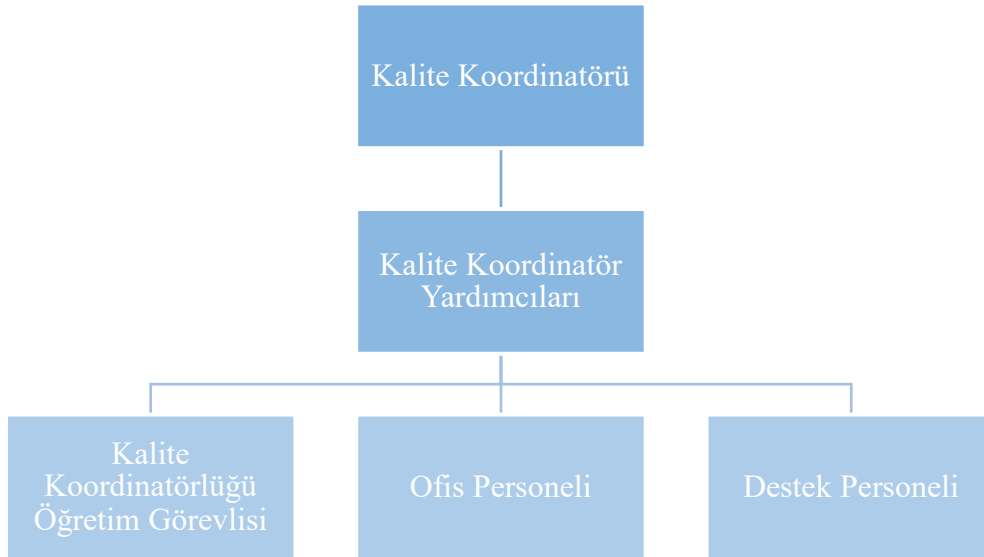 Kalite Koordinatörü
Kalite Koordinatör
Yardımcıları
Kalite
Koordinatörlüğü
Öğretim Görevlisi
Ofis Personeli
Destek Personeli